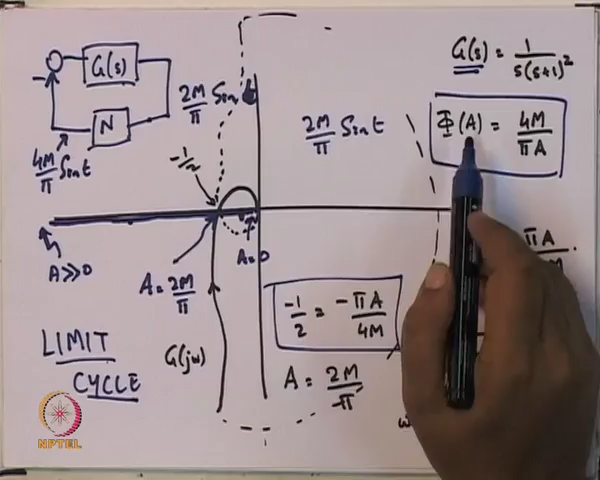 G(s)
N
4M/π Sin t
2M/π Sin t
-1/2
2M/π Sin t
G(s) = 1/s(s+1)²
Φ(A) = 4M/πA
A>>0
A = 2M/π
A=0
πA
-1/2 = -πA/4M
A = 2M/π
G(jω)
LIMIT
CYCLE
NPTEL